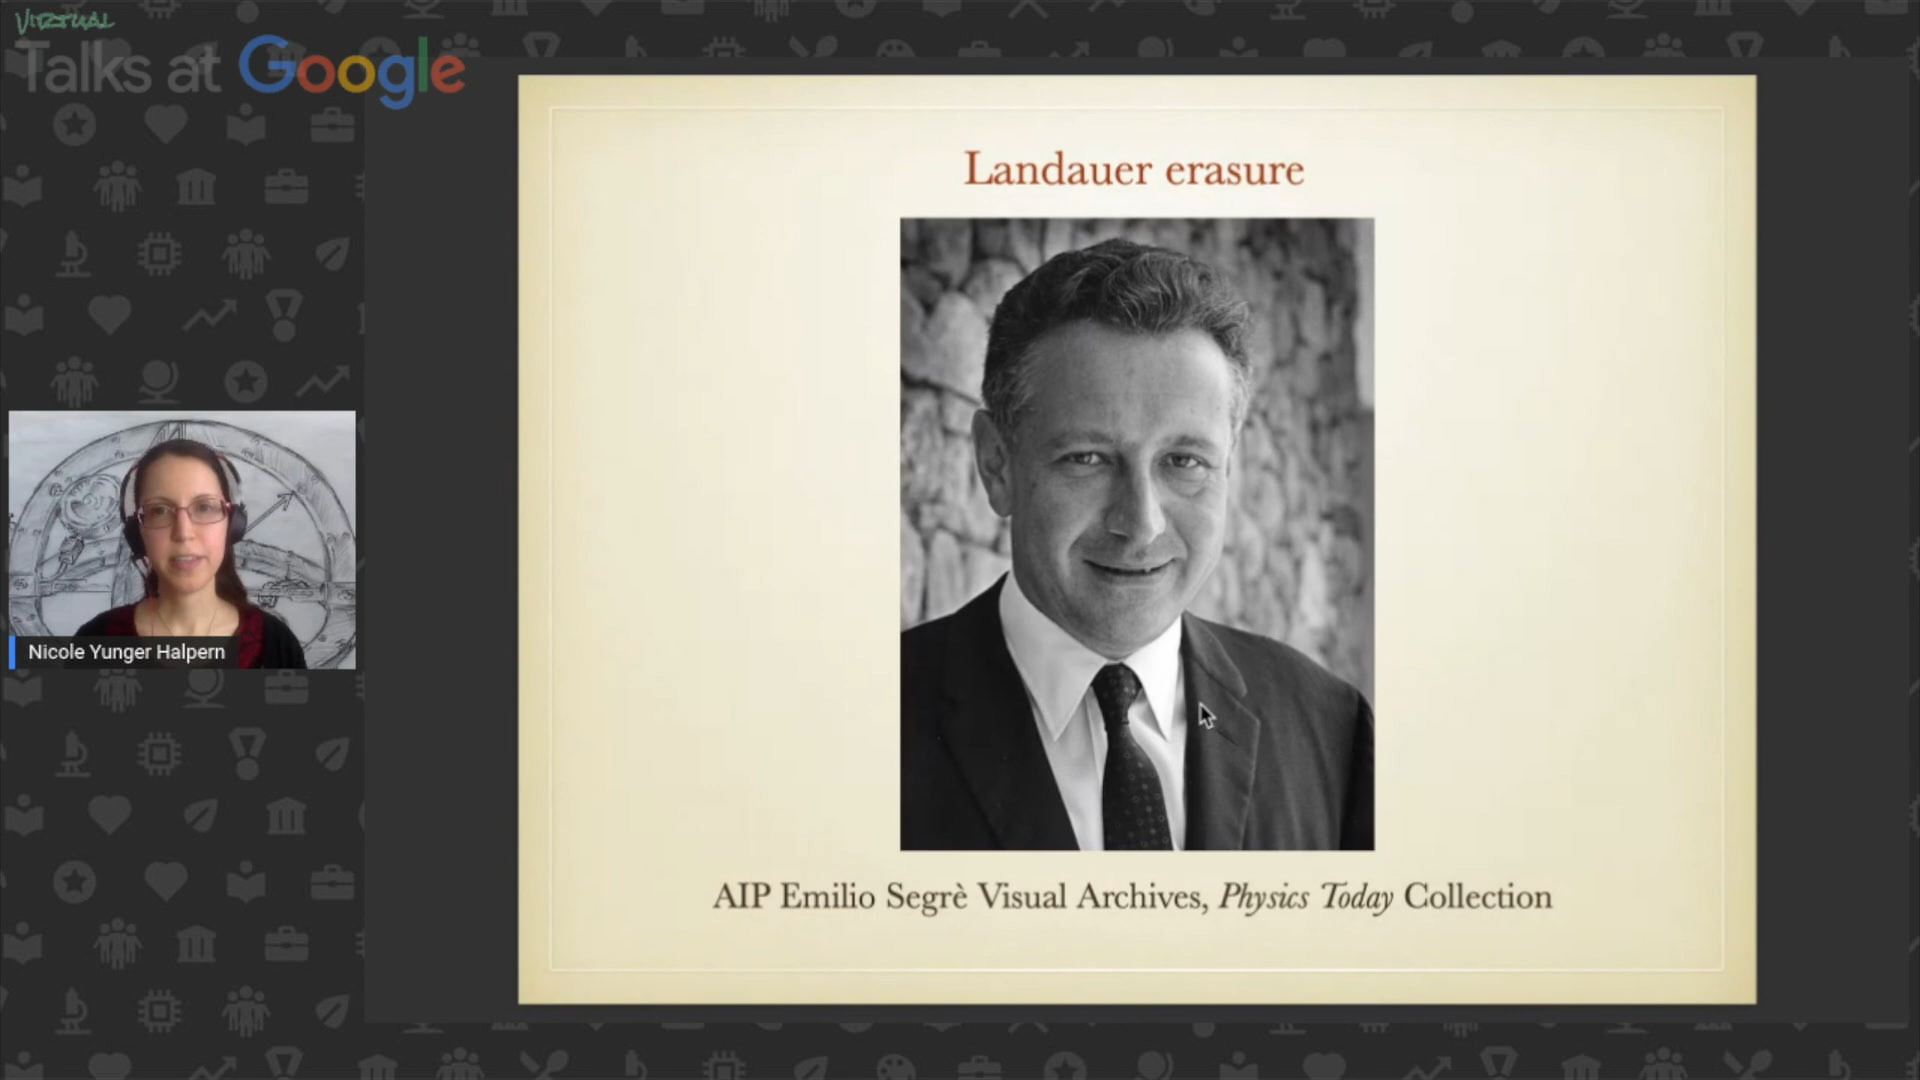 VIRTUAL
Talks at Google
Landauer erasure
Nicole Yunger Halpern
AIP Emilio Segrè Visual Archives, Physics Today Collection